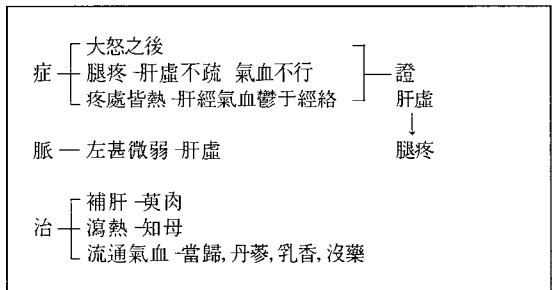 大怒之後
症 腿疼 -肝虛不疏 氣血不行 證
疼處皆熱 -肝經氣血鬱于經絡 肝虛
↓
脈 — 左甚微弱 -肝虛 腿疼
補肝 -萸肉
治 瀉熱 -知母
流通氣血 -當歸, 丹蔘, 乳香, 沒藥